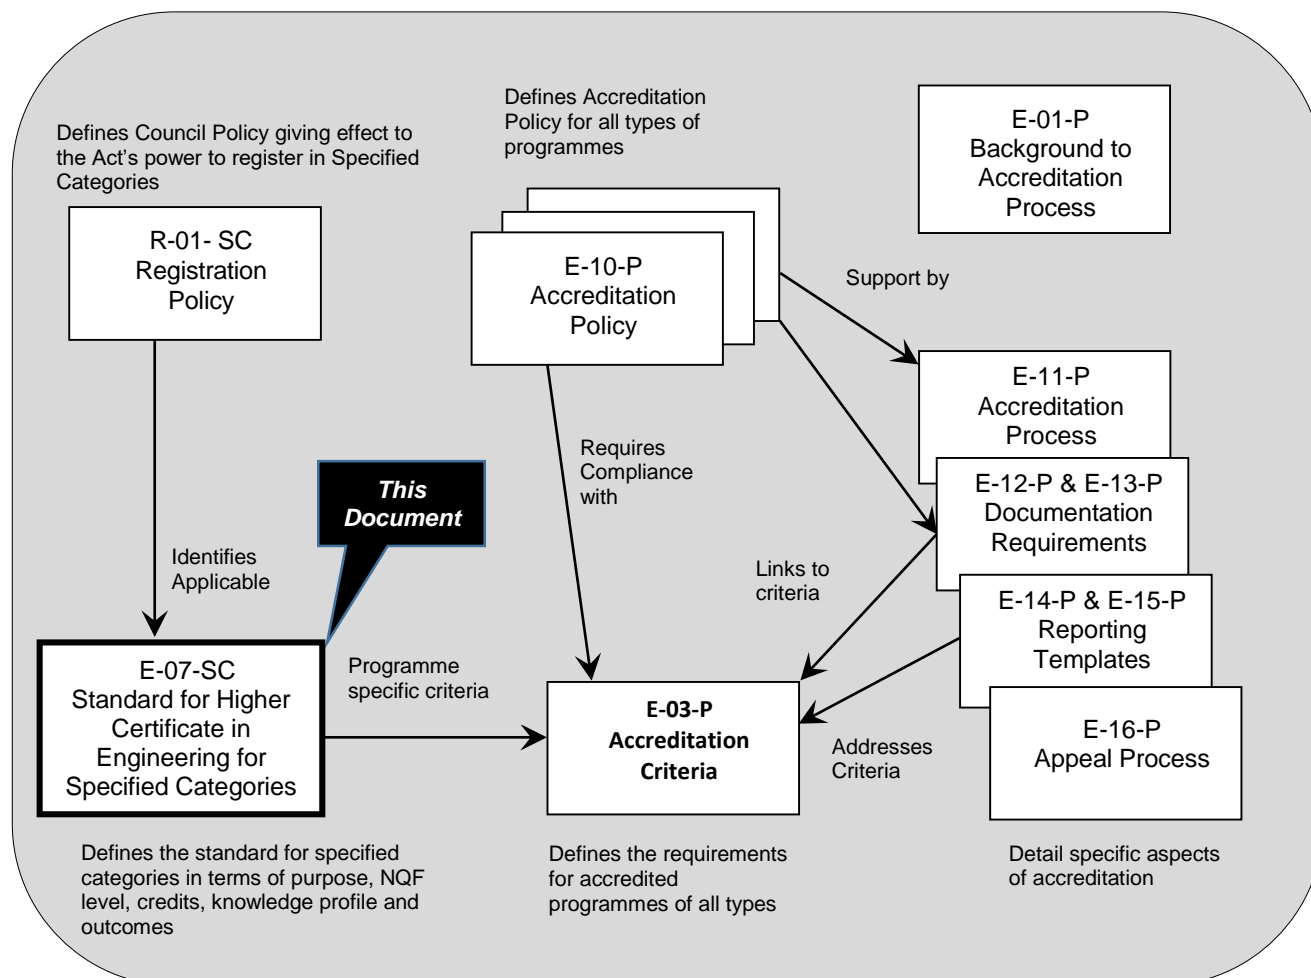 Defines Council Policy giving effect to
the Act's power to register in Specified
Categories
R-01- SC
Registration
Policy
Defines Accreditation
Policy for all types of
programmes
E-10-P
Accreditation
Policy
E-01-P
Background to
Accreditation
Process
Support by
E-11-P
Accreditation
Process
E-12-P & E-13-P
Documentation
Requirements
E-14-P & E-15-P
Reporting
Templates
E-16-P
Appeal Process
Requires
Compliance
with
This
Document
Identifies
Applicable
Links to
criteria
E-07-SC
Standard for Higher
Certificate in
Engineering for
Specified Categories
Programme
specific criteria
E-03-P
Accreditation
Criteria
Addresses
Criteria
Defines the standard for specified
categories in terms of purpose, NQF
level, credits, knowledge profile and
outcomes
Defines the requirements
for accredited
programmes of all types
Detail specific aspects
of accreditation